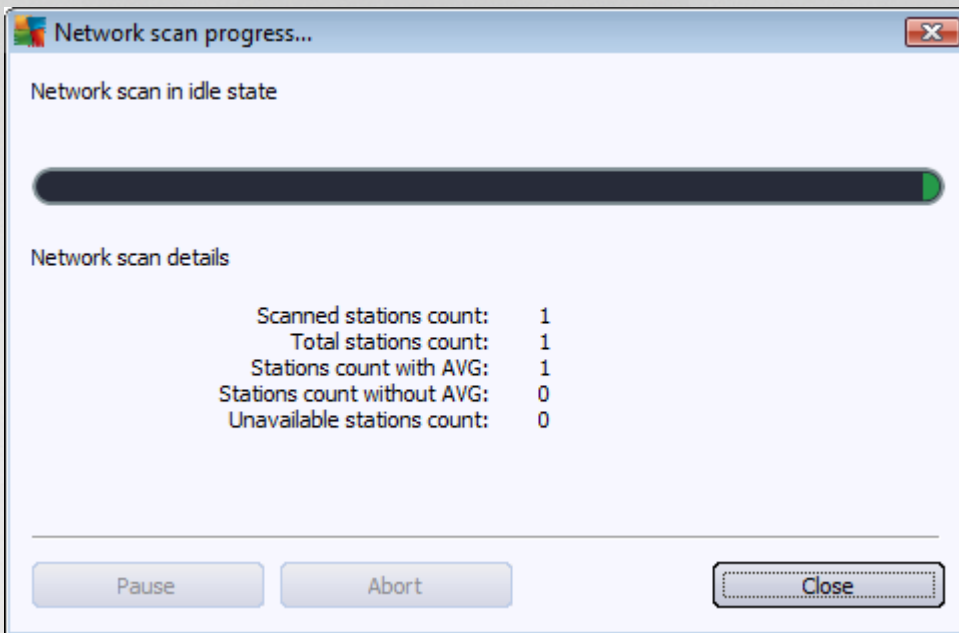 Network scan progress...
Network scan in idle state
Network scan details
Scanned stations count: 1
Total stations count: 1
Stations count with AVG: 1
Stations count without AVG: 0
Unavailable stations count: 0
Pause Abort Close